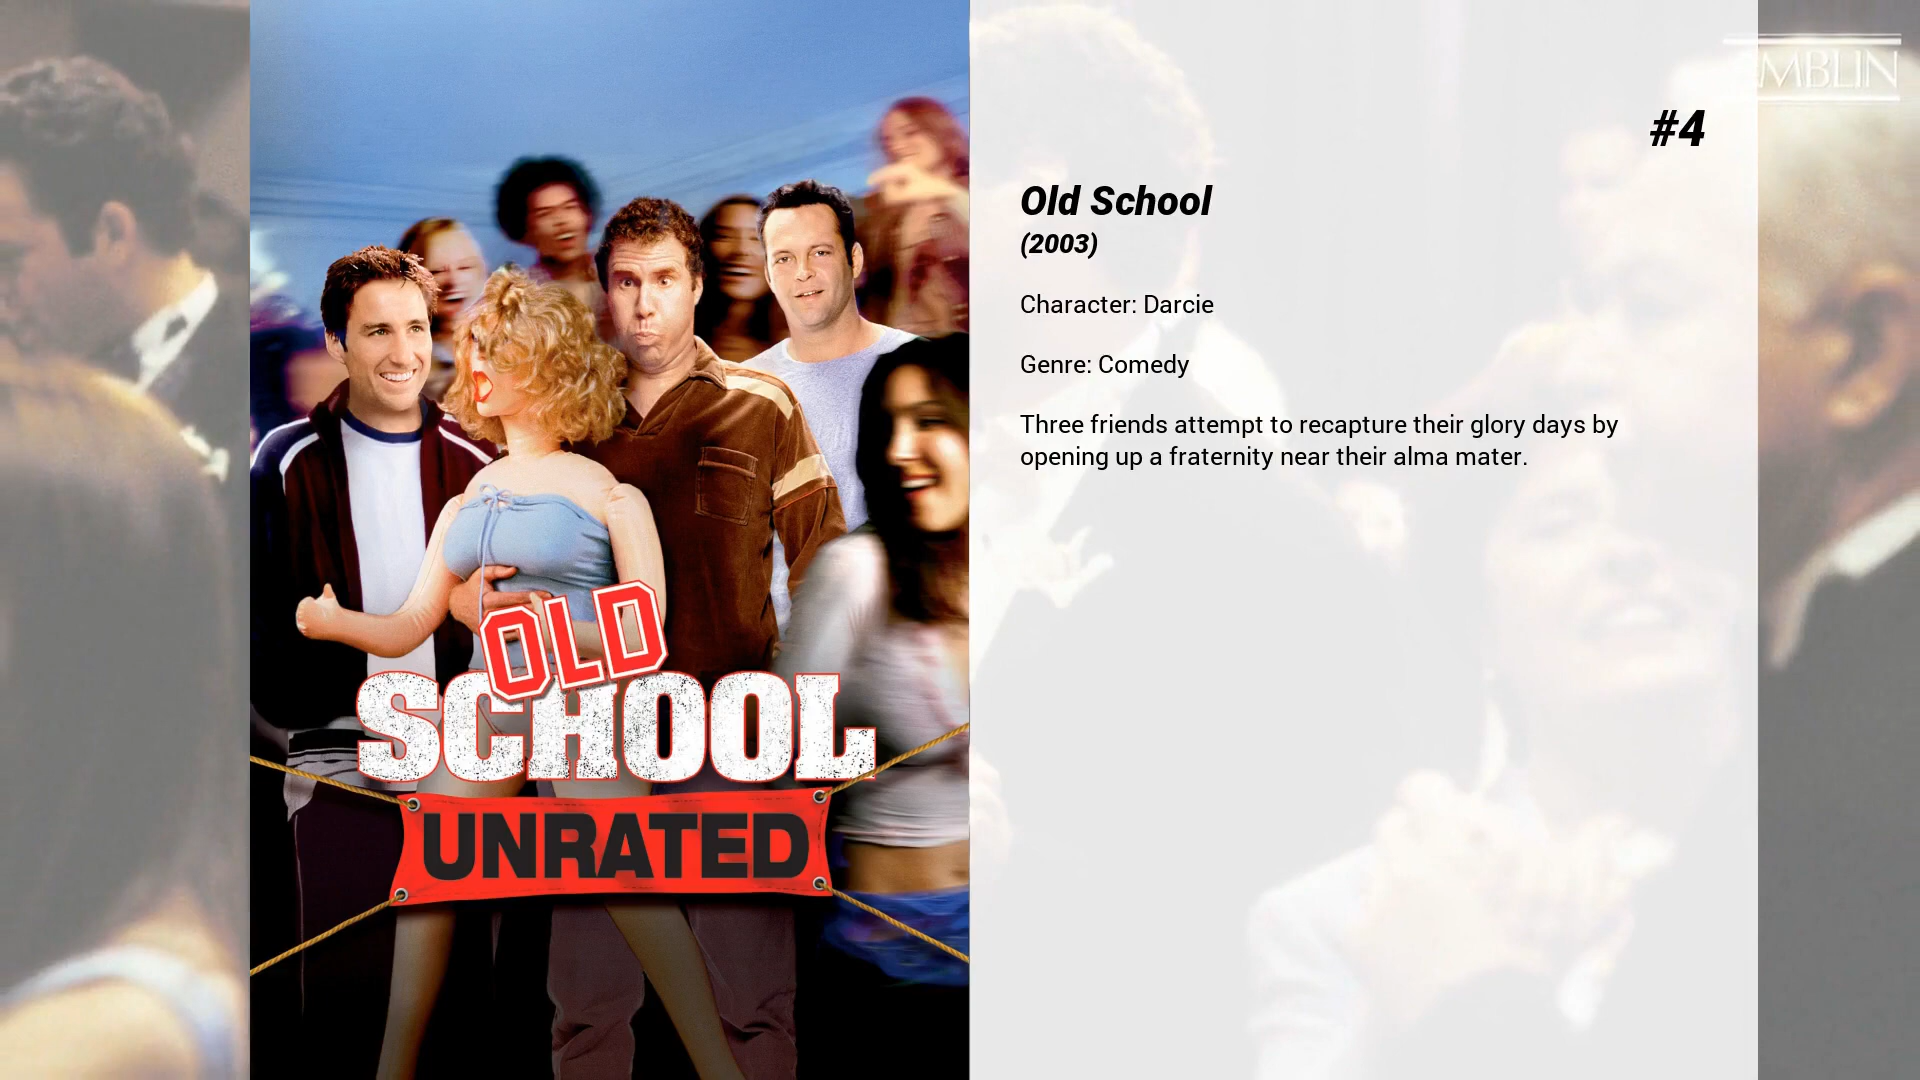 MBLIN
#4
Old School
(2003)
Character: Darcie
Genre: Comedy
Three friends attempt to recapture their glory days by
opening up a fraternity near their alma mater.
OLD
SCHOOL
UNRATED